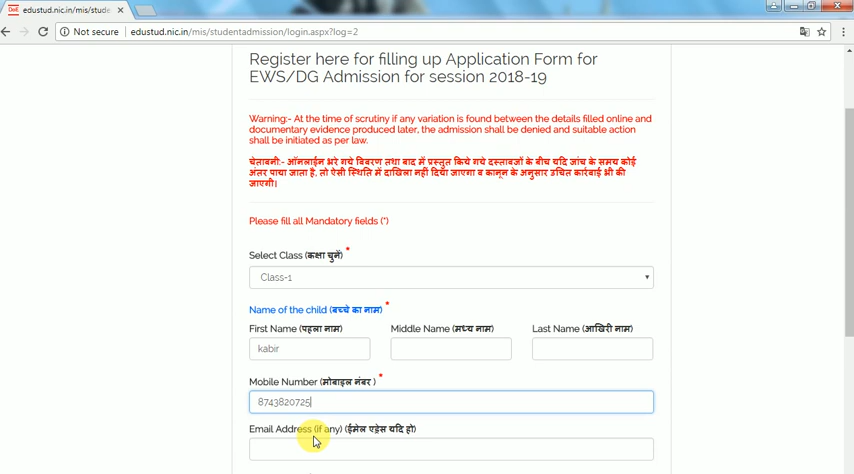 edustud.nic.in/mis/stude
Not secure | edustud.nic.in/mis/studentadmission/login.aspx?log=2
Register here for filling up Application Form for
EWS/DG Admission for session 2018-19
Warning:- At the time of scrutiny if any variation is found between the details filled online and
documentary evidence produced later, the admission shall be denied and suitable action
shall be initiated as per law.
चेतावनी:- ऑनलाईन भरे गये विवरण तथा बाद में प्रस्तुत किये गये दस्तावजों के बीच यदि जांच के समय कोई
अंतर पाया जाता है, तो ऐसी स्थिति में दाखिला नहीं दिया जाएगा व कानून के अनुसार उचित कार्रवाई भी की
जाएगी।
Please fill all Mandatory fields (*)
Select Class (कक्षा चुनें) *
Class-1
Name of the child (बच्चे का नाम) *
First Name (पहला नाम) Middle Name (मध्य नाम) Last Name (आखिरी नाम)
kabir
Mobile Number (मोबाइल नंबर ) *
8743820725
Email Address (if any) (ईमेल एड्रेस यदि हो)